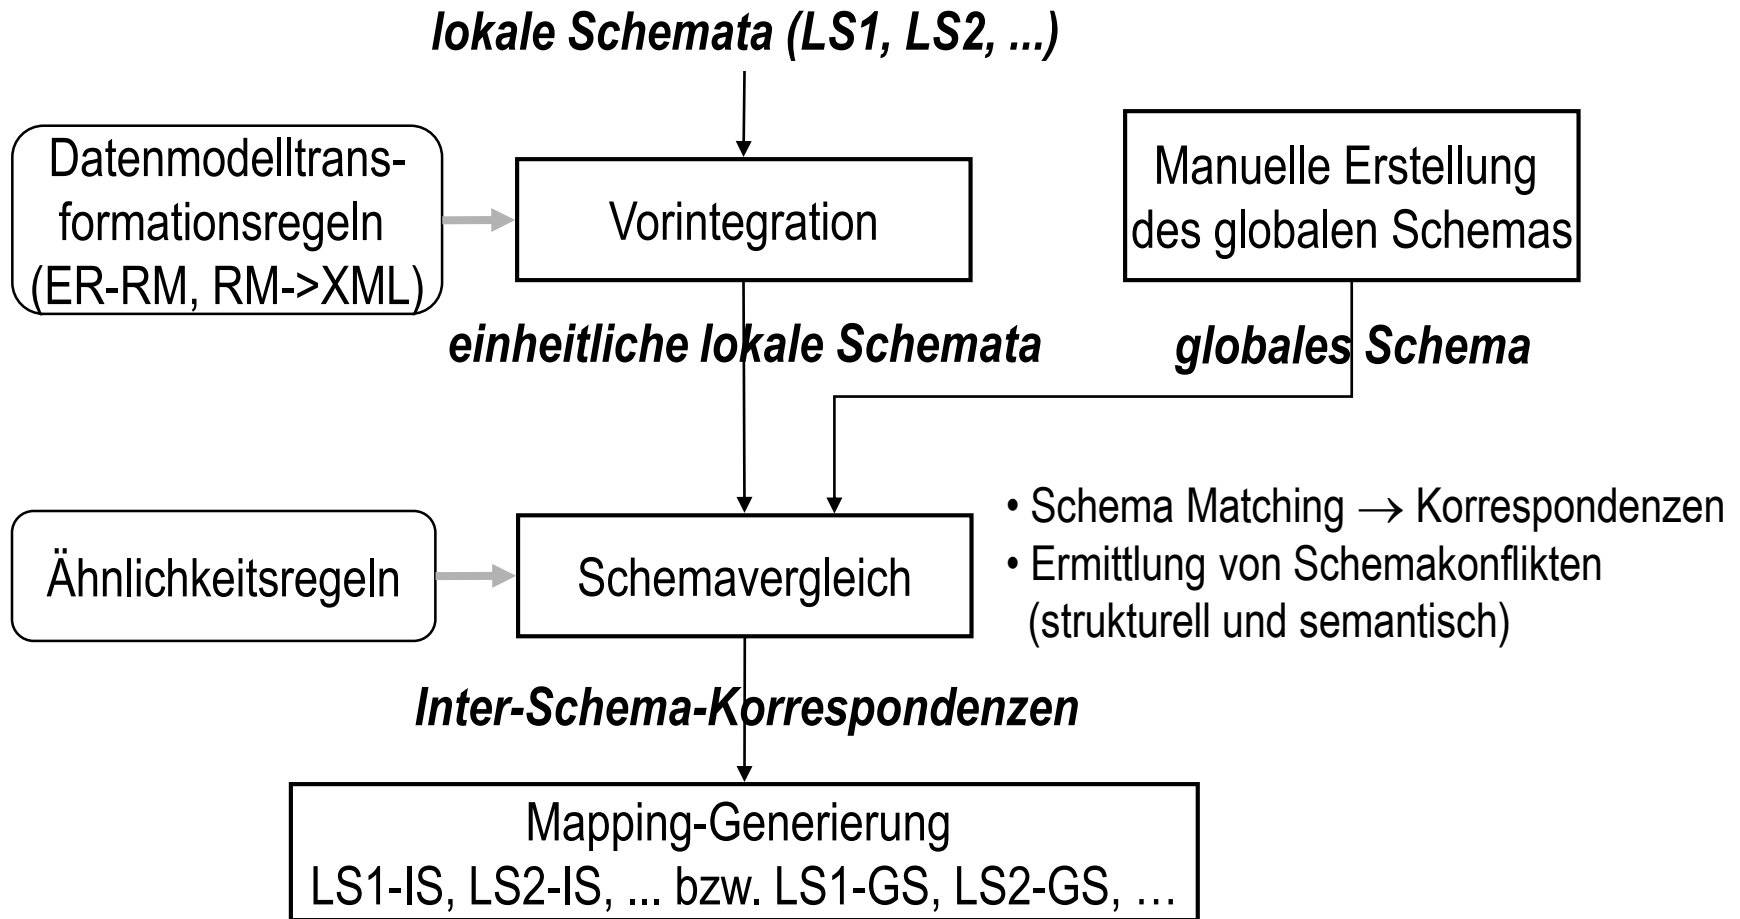 lokale Schemata (LS1, LS2, ...)
Datenmodelltrans-
formationsregeln
(ER-RM, RM->XML)
Vorintegration
Manuelle Erstellung
des globalen Schemas
einheitliche lokale Schemata
globales Schema
Ähnlichkeitsregeln
Schemavergleich
• Schema Matching → Korrespondenzen
• Ermittlung von Schemakonflikten
(strukturell und semantisch)
Inter-Schema-Korrespondenzen
Mapping-Generierung
LS1-IS, LS2-IS, ... bzw. LS1-GS, LS2-GS, …